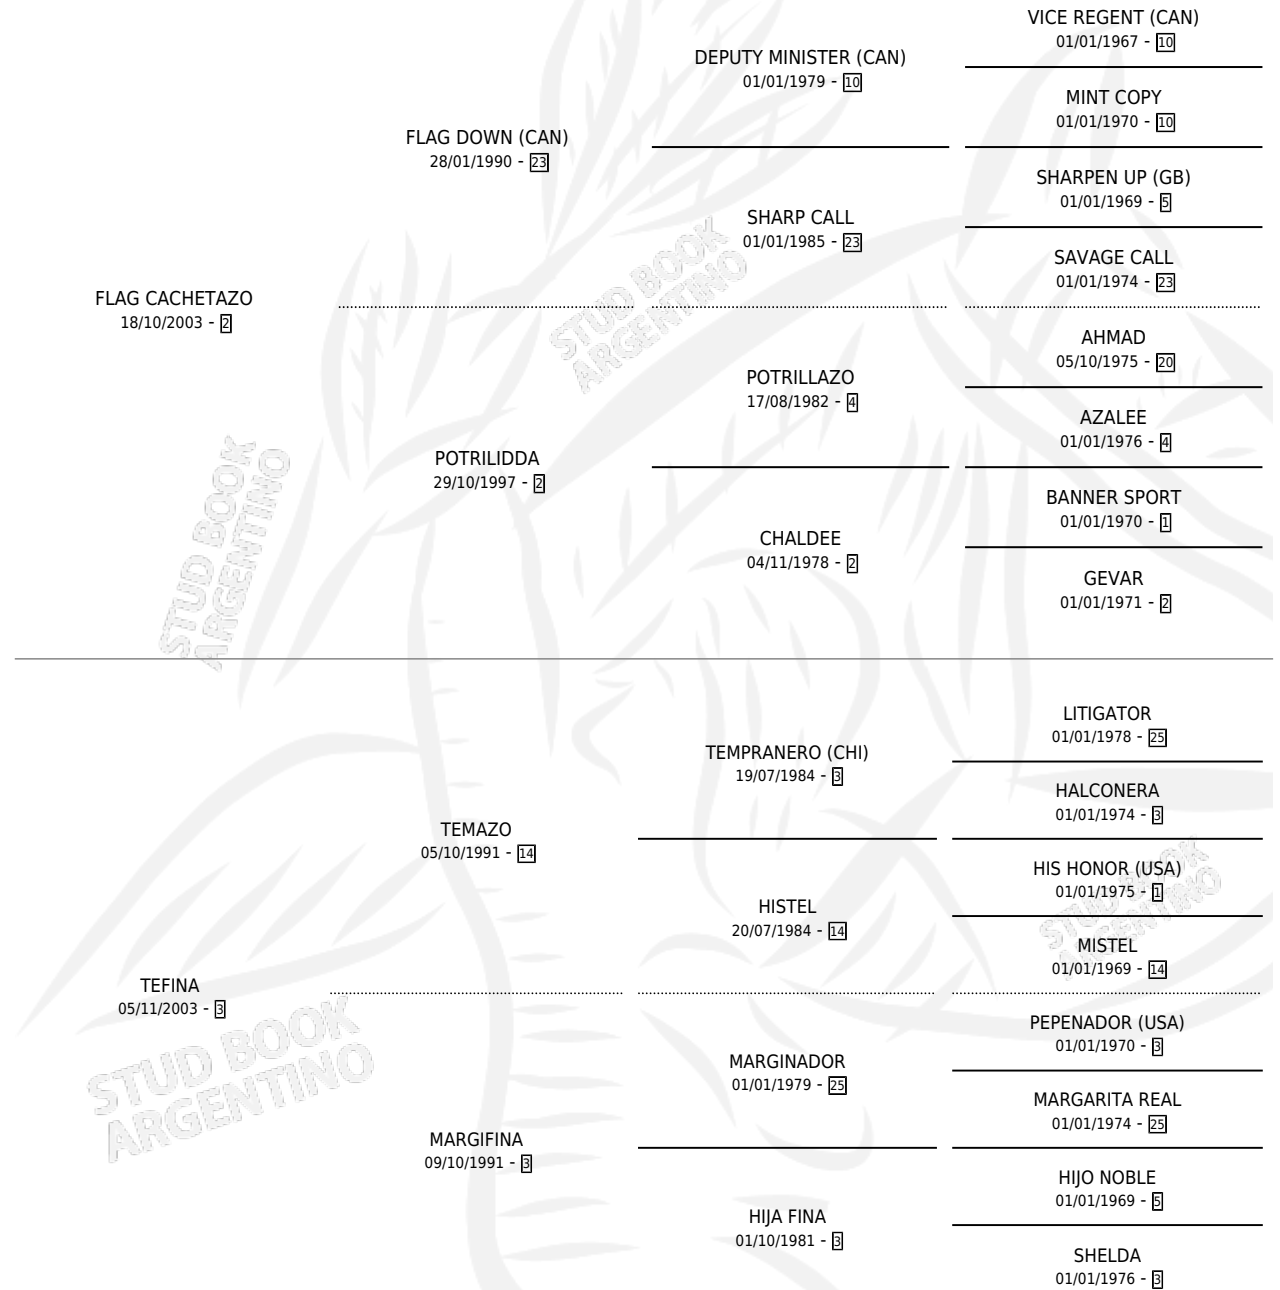 VICE REGENT (CAN)
01/01/1967 - 10
DEPUTY MINISTER (CAN)
01/01/1979 - 10
MINT COPY
01/01/1970 - 10
FLAG DOWN (CAN)
28/01/1990 - 23
SHARPEN UP (GB)
01/01/1969 - 5
SHARP CALL
01/01/1985 - 23
SAVAGE CALL
01/01/1974 - 23
FLAG CACHETAZO
18/10/2003 - 2
AHMAD
05/10/1975 - 20
POTRILLAZO
17/08/1982 - 4
AZALEE
01/01/1976 - 4
POTRILIDDA
29/10/1997 - 2
BANNER SPORT
01/01/1970 - 1
CHALDEE
04/11/1978 - 2
GEVAR
01/01/1971 - 2
STUD BOOK
ARGENTINO
STUD BOOK
ARGENTINO
LITIGATOR
01/01/1978 - 25
TEMPRANERO (CHI)
19/07/1984 - 3
HALCONERA
01/01/1974 - 3
TEMAZO
05/10/1991 - 14
HIS HONOR (USA)
01/01/1975 - 1
HISTEL
20/07/1984 - 14
MISTEL
01/01/1969 - 14
STUD BOOK
ARGENTINO
TEFINA
05/11/2003 - 3
PEPENADOR (USA)
01/01/1970 - 3
MARGINADOR
01/01/1979 - 25
MARGARITA REAL
01/01/1974 - 25
STUD BOOK
ARGENTINO
MARGIFINA
09/10/1991 - 3
HIJO NOBLE
01/01/1969 - 5
HIJA FINA
01/10/1981 - 3
SHELDA
01/01/1976 - 3